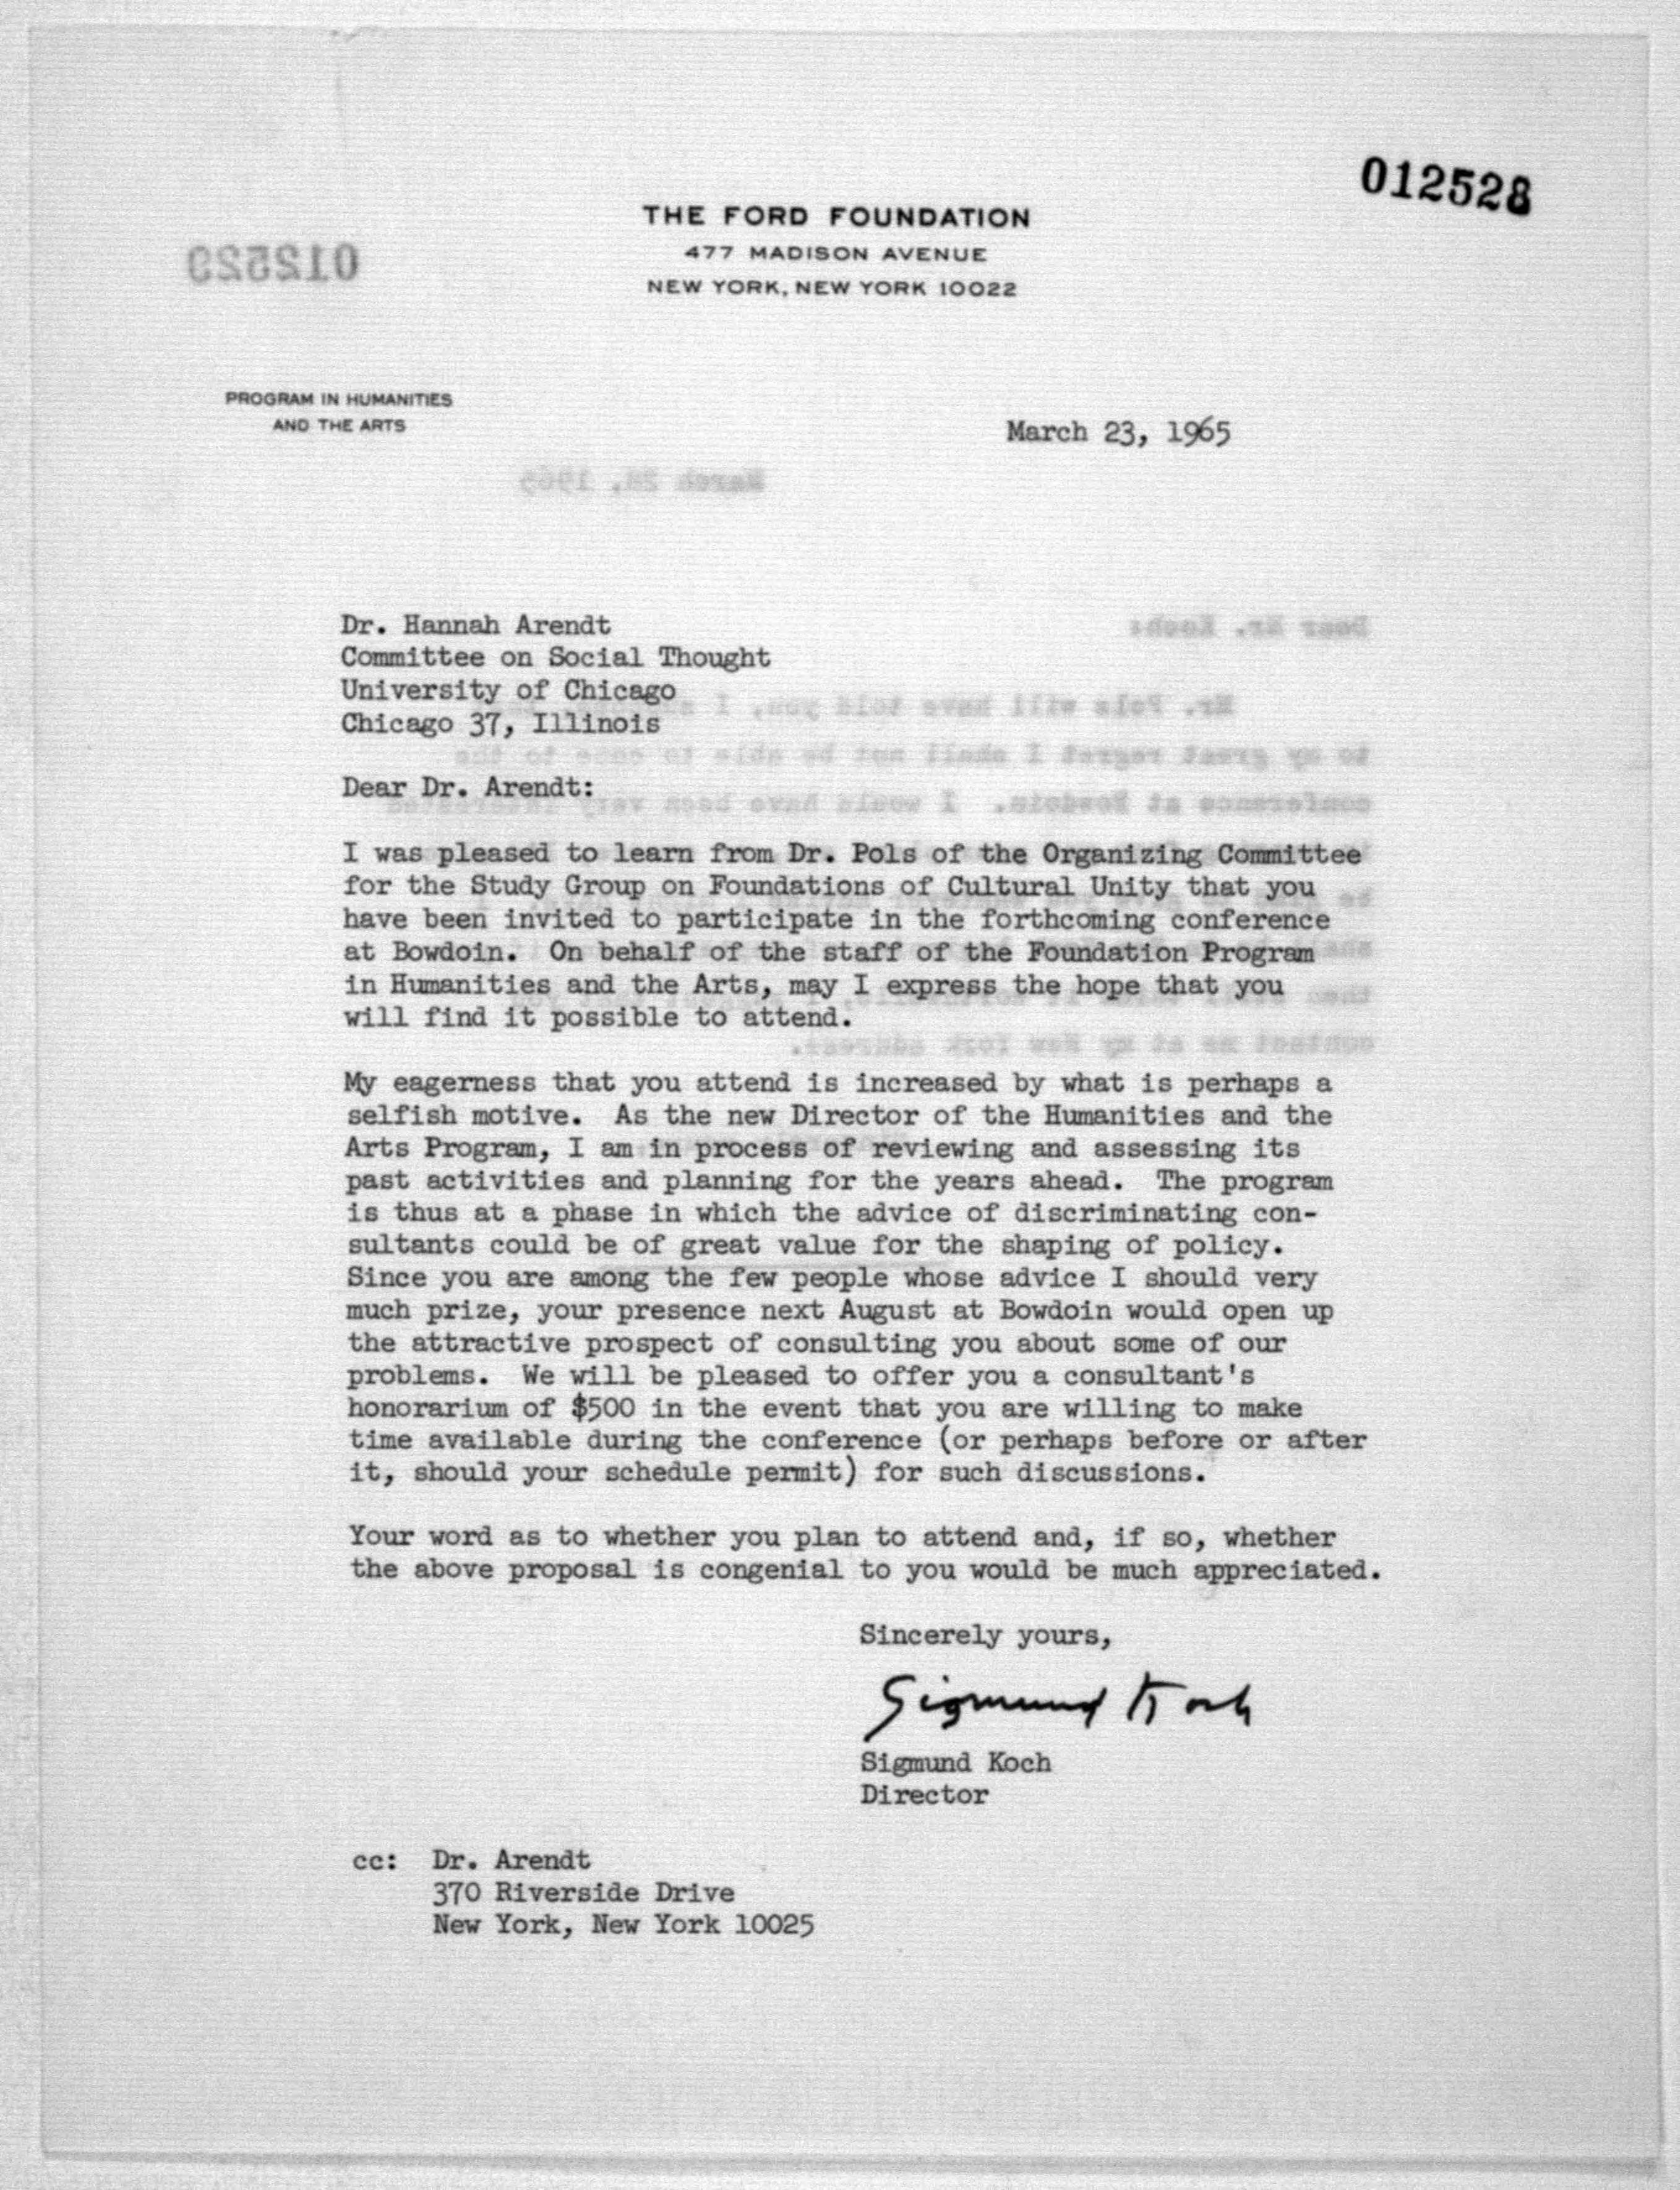 012528
THE FORD FOUNDATION
477 MADISON AVENUE
NEW YORK, NEW YORK 10022
012529
PROGRAM IN HUMANITIES
AND THE ARTS
March 23, 1965
Dr. Hannah Arendt
Committee on Social Thought
University of Chicago
Chicago 37, Illinois
Dear Dr. Arendt:
I was pleased to learn from Dr. Pols of the Organizing Committee
for the Study Group on Foundations of Cultural Unity that you
have been invited to participate in the forthcoming conference
at Bowdoin. On behalf of the staff of the Foundation Program
in Humanities and the Arts, may I express the hope that you
will find it possible to attend.
My eagerness that you attend is increased by what is perhaps a
selfish motive. As the new Director of the Humanities and the
Arts Program, I am in process of reviewing and assessing its
past activities and planning for the years ahead. The program
is thus at a phase in which the advice of discriminating con-
sultants could be of great value for the shaping of policy.
Since you are among the few people whose advice I should very
much prize, your presence next August at Bowdoin would open up
the attractive prospect of consulting you about some of our
problems. We will be pleased to offer you a consultant's
honorarium of $500 in the event that you are willing to make
time available during the conference (or perhaps before or after
it, should your schedule permit) for such discussions.
Your word as to whether you plan to attend and, if so, whether
the above proposal is congenial to you would be much appreciated.
Sincerely yours,
Sigmund Koch
Sigmund Koch
Director
cc: Dr. Arendt
370 Riverside Drive
New York, New York 10025